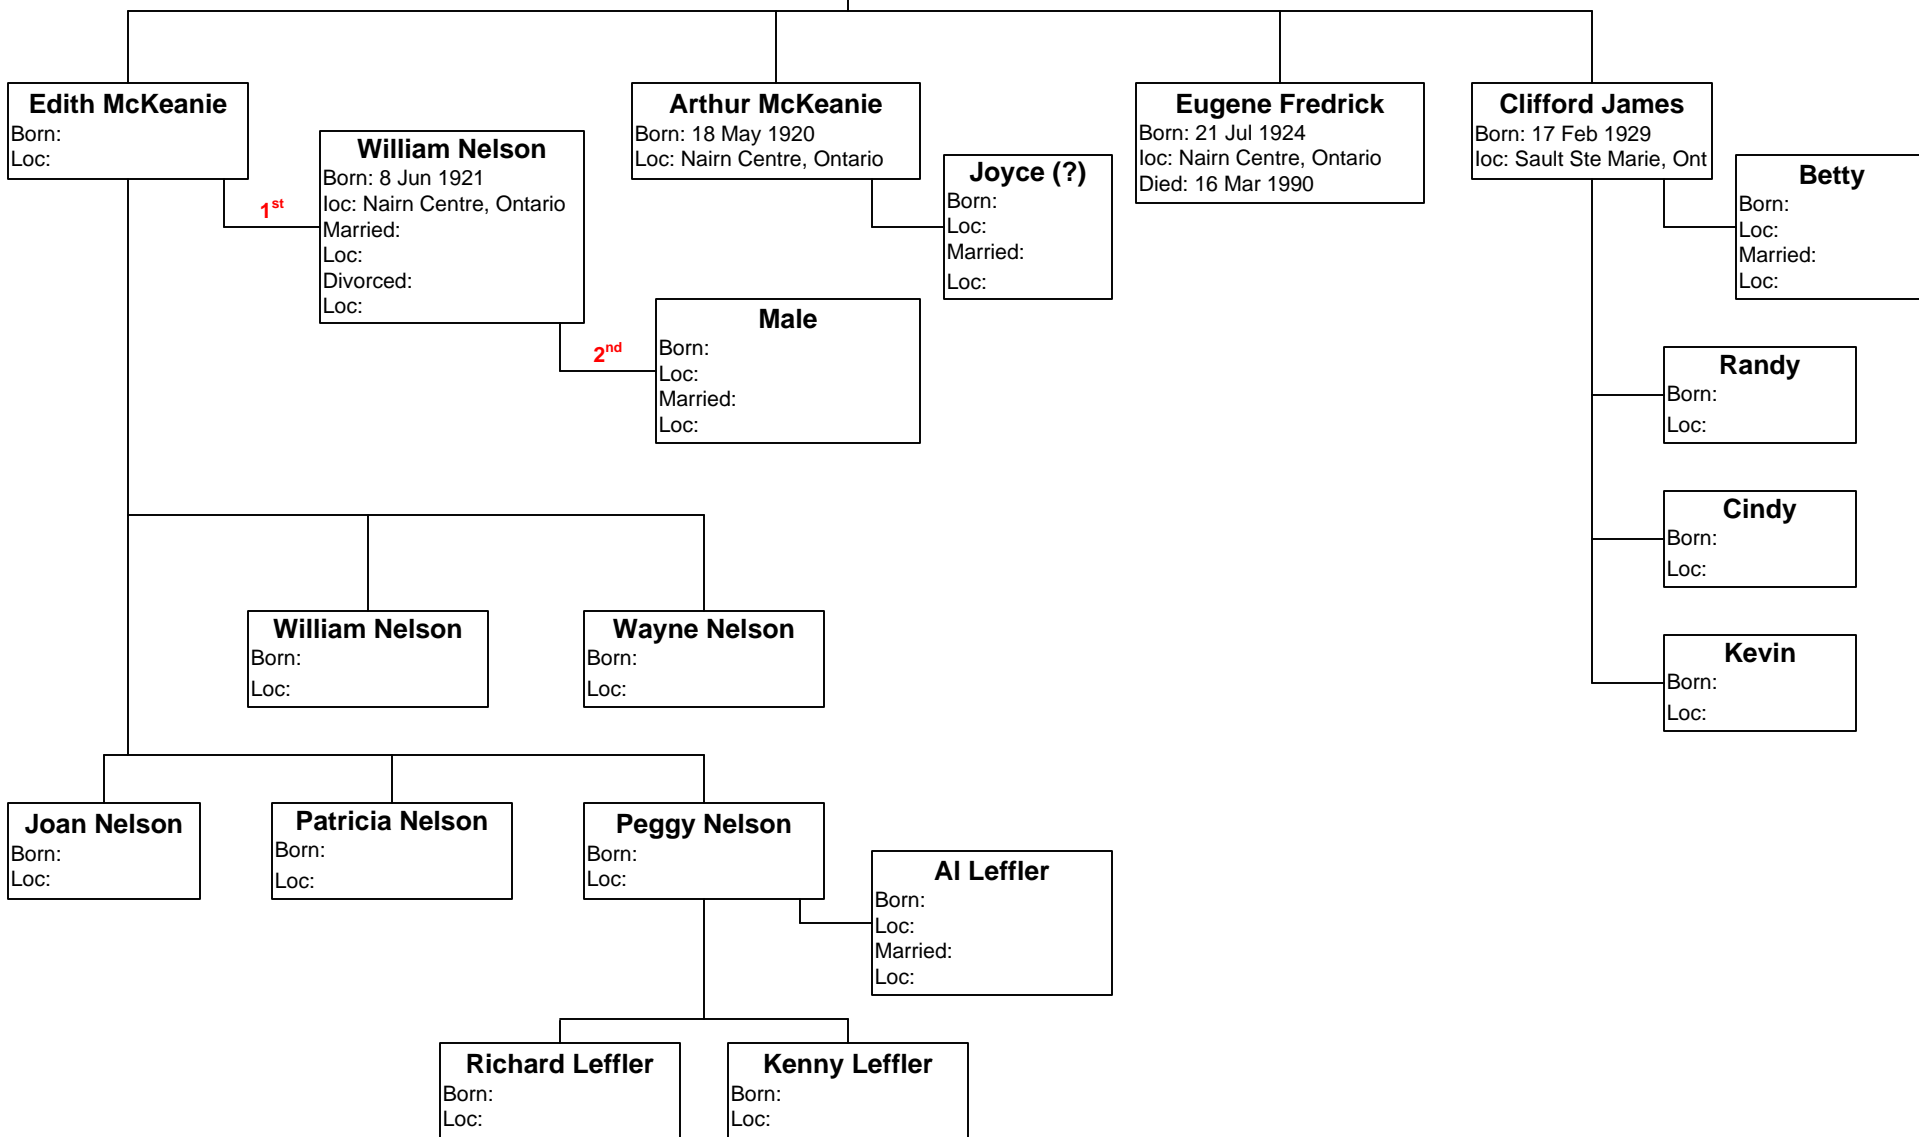 Edith McKeanie
Born:
Loc:
1st
William Nelson
Born: 8 Jun 1921
loc: Nairn Centre, Ontario
Married:
Loc:
Divorced:
Loc:
2nd
Male
Born:
Loc:
Married:
Loc:
Arthur McKeanie
Born: 18 May 1920
Loc: Nairn Centre, Ontario
Joyce (?)
Born:
Loc:
Married:
Loc:
Eugene Fredrick
Born: 21 Jul 1924
loc: Nairn Centre, Ontario
Died: 16 Mar 1990
Clifford James
Born: 17 Feb 1929
loc: Sault Ste Marie, Ont
Betty
Born:
Loc:
Married:
Loc:
Randy
Born:
Loc:
Cindy
Born:
Loc:
Kevin
Born:
Loc:
William Nelson
Born:
Loc:
Wayne Nelson
Born:
Loc:
Joan Nelson
Born:
Loc:
Patricia Nelson
Born:
Loc:
Peggy Nelson
Born:
Loc:
Al Leffler
Born:
Loc:
Married:
Loc:
Richard Leffler
Born:
Loc:
Kenny Leffler
Born:
Loc: